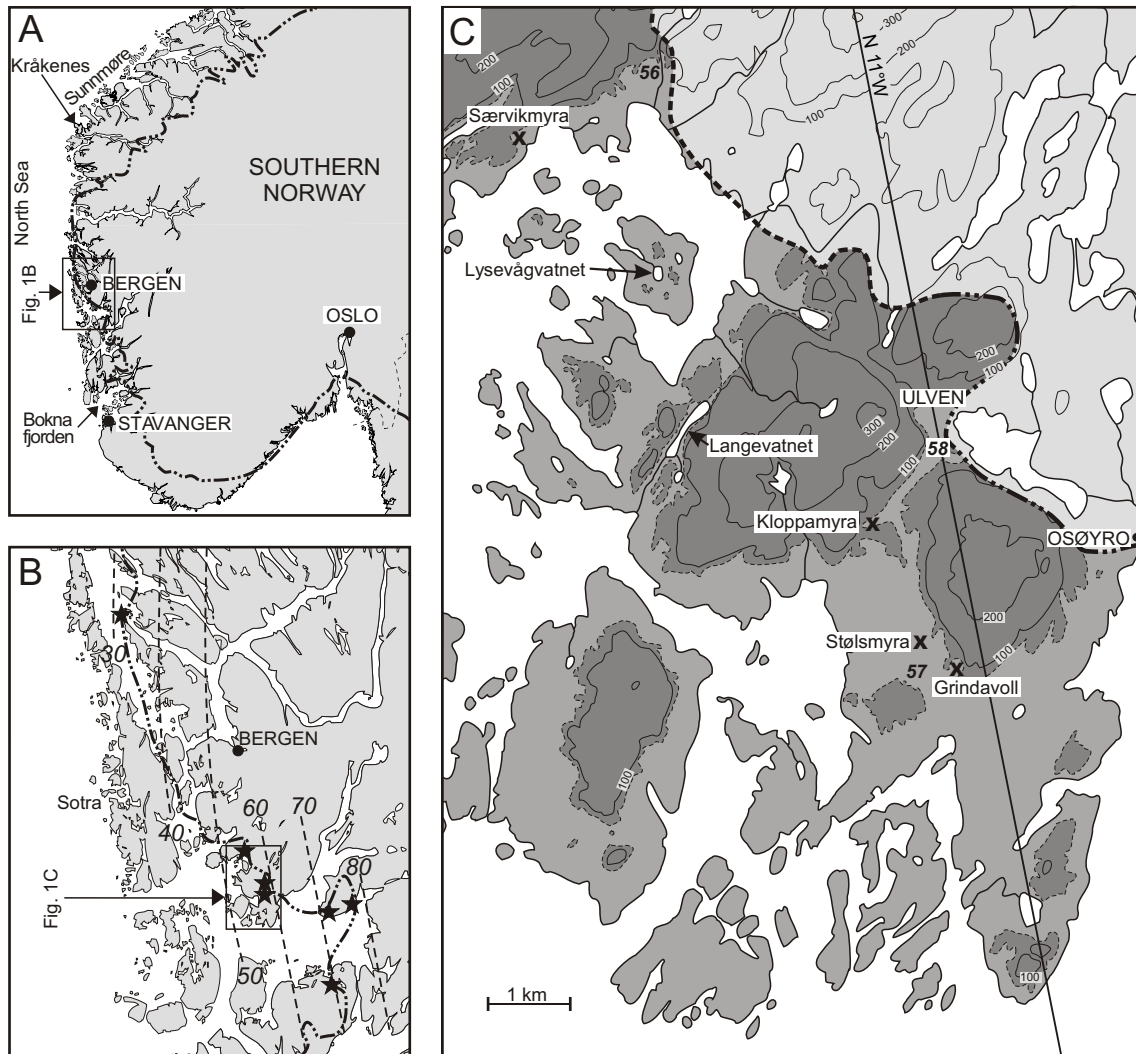 A
Kråkenes
Sunnmøre
North Sea
SOUTHERN
NORWAY
Fig. 1B
BERGEN
OSLO
Bokna
fjorden
STAVANGER
B
30
BERGEN
Sotra
40
60
70
80
Fig. 1C
50
C
200
100
56
Særvikmyra
300
200
100
100
N 11°W
Lysevågvatnet
200
100
ULVEN
300
200
100
58
Langevatnet
Kloppamyra
OSØYRO
200
100
Stølsmyra
57
Grindavoll
100
100
1 km